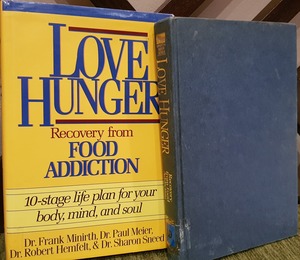 LOVE
HUNGER
Recovery from
FOOD
ADDICTION
10-stage life plan for your
body, mind, and soul
Dr. Frank Minirth, Dr. Paul Meier,
Dr. Robert Hemfelt, & Dr. Sharon Sneed
LOVE HUNGER